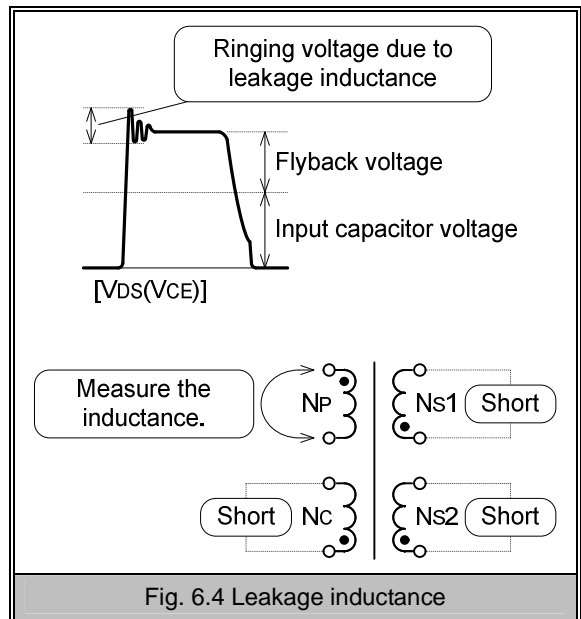 Ringing voltage due to
leakage inductance
Flyback voltage
Input capacitor voltage
[VDS(VCE)]
Measure the
inductance.
NP
NS1
Short
Short
NC
NS2
Short
Fig. 6.4 Leakage inductance